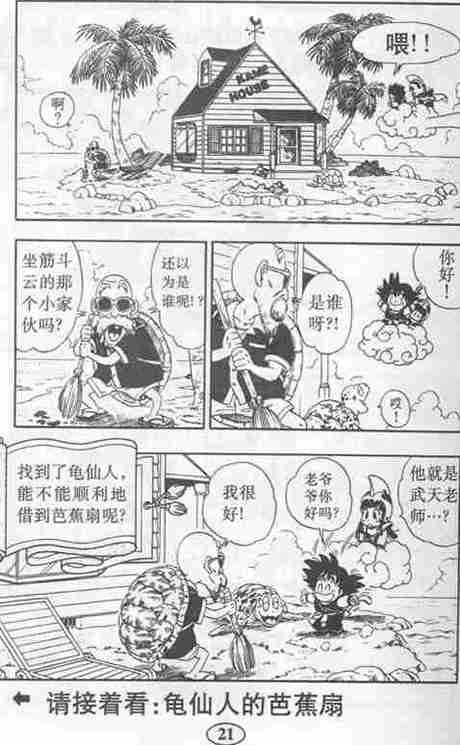 喂!!
KAME
HOUSE
啊?
你
好!
是谁
呀?!
还以
为是
谁呢!?
坐筋斗
云的那
个小家
伙吗?
他就是
武天老
师…?
老爷
爷你
好吗?
我很
好!
找到了龟仙人,
能不能顺利地
借到芭蕉扇呢?
请接着看:龟仙人的芭蕉扇
21